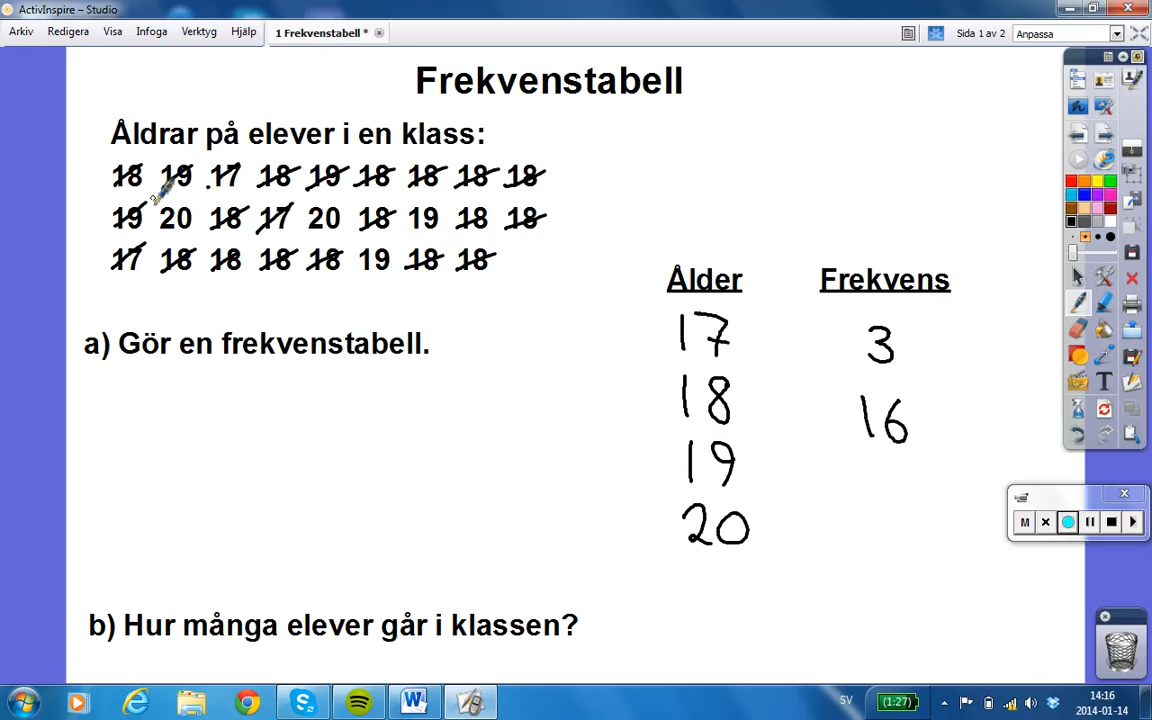 ActivInspire – Studio
Arkiv Redigera Visa Infoga Verktyg Hjälp 1 Frekvenstabell * Sida 1 av 2 Anpassa
Frekvenstabell
Åldrar på elever i en klass:
18 19 17 18 19 18 18 18 18
19 20 18 17 20 18 19 18 18
17 18 18 18 18 19 18 18
Ålder Frekvens
17 3
a) Gör en frekvenstabell.
18 16
19
20
M
b) Hur många elever går i klassen?
SV (1:27) 14:16
2014-01-14